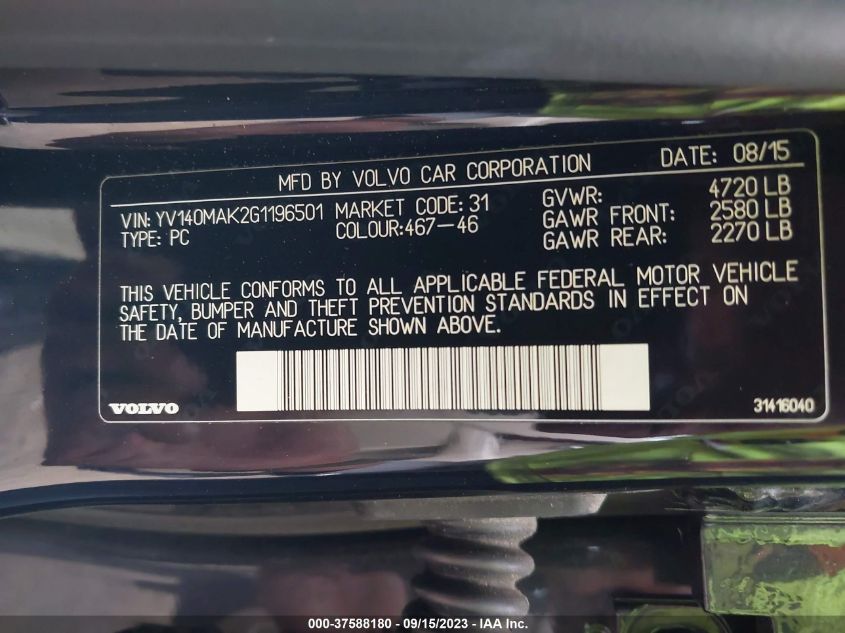 MFD BY VOLVO CAR CORPORATION DATE: 08/15
VIN: YV140MAK2G1196501 MARKET CODE: 31 GVWR: 4720 LB
TYPE: PC COLOUR:467-46 GAWR FRONT: 2580 LB
GAWR REAR: 2270 LB
THIS VEHICLE CONFORMS TO ALL APPLICABLE FEDERAL MOTOR VEHICLE
SAFETY, BUMPER AND THEFT PREVENTION STANDARDS IN EFFECT ON
THE DATE OF MANUFACTURE SHOWN ABOVE.
VOLVO 31416040
000-37588180 - 09/15/2023 - IAA Inc.